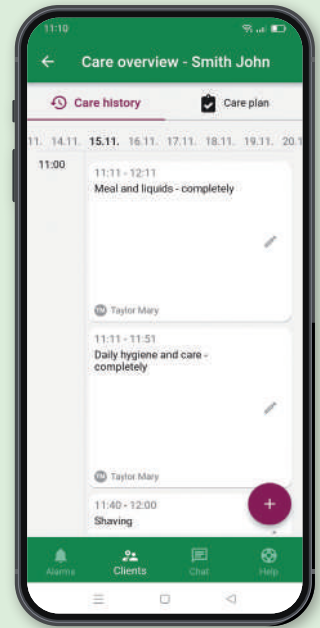 11:10
Care overview - Smith John
Care history
Care plan
11. 14.11. 15.11. 16.11. 17.11. 18.11. 19.11. 20.1
11:00
11:11 - 12:11
Meal and liquids - completely
TM Taylor Mary
11:11 - 11:51
Daily hygiene and care -
completely
TM Taylor Mary
11:40 - 12:00
Shaving
Alarms
Clients
Chat
Help